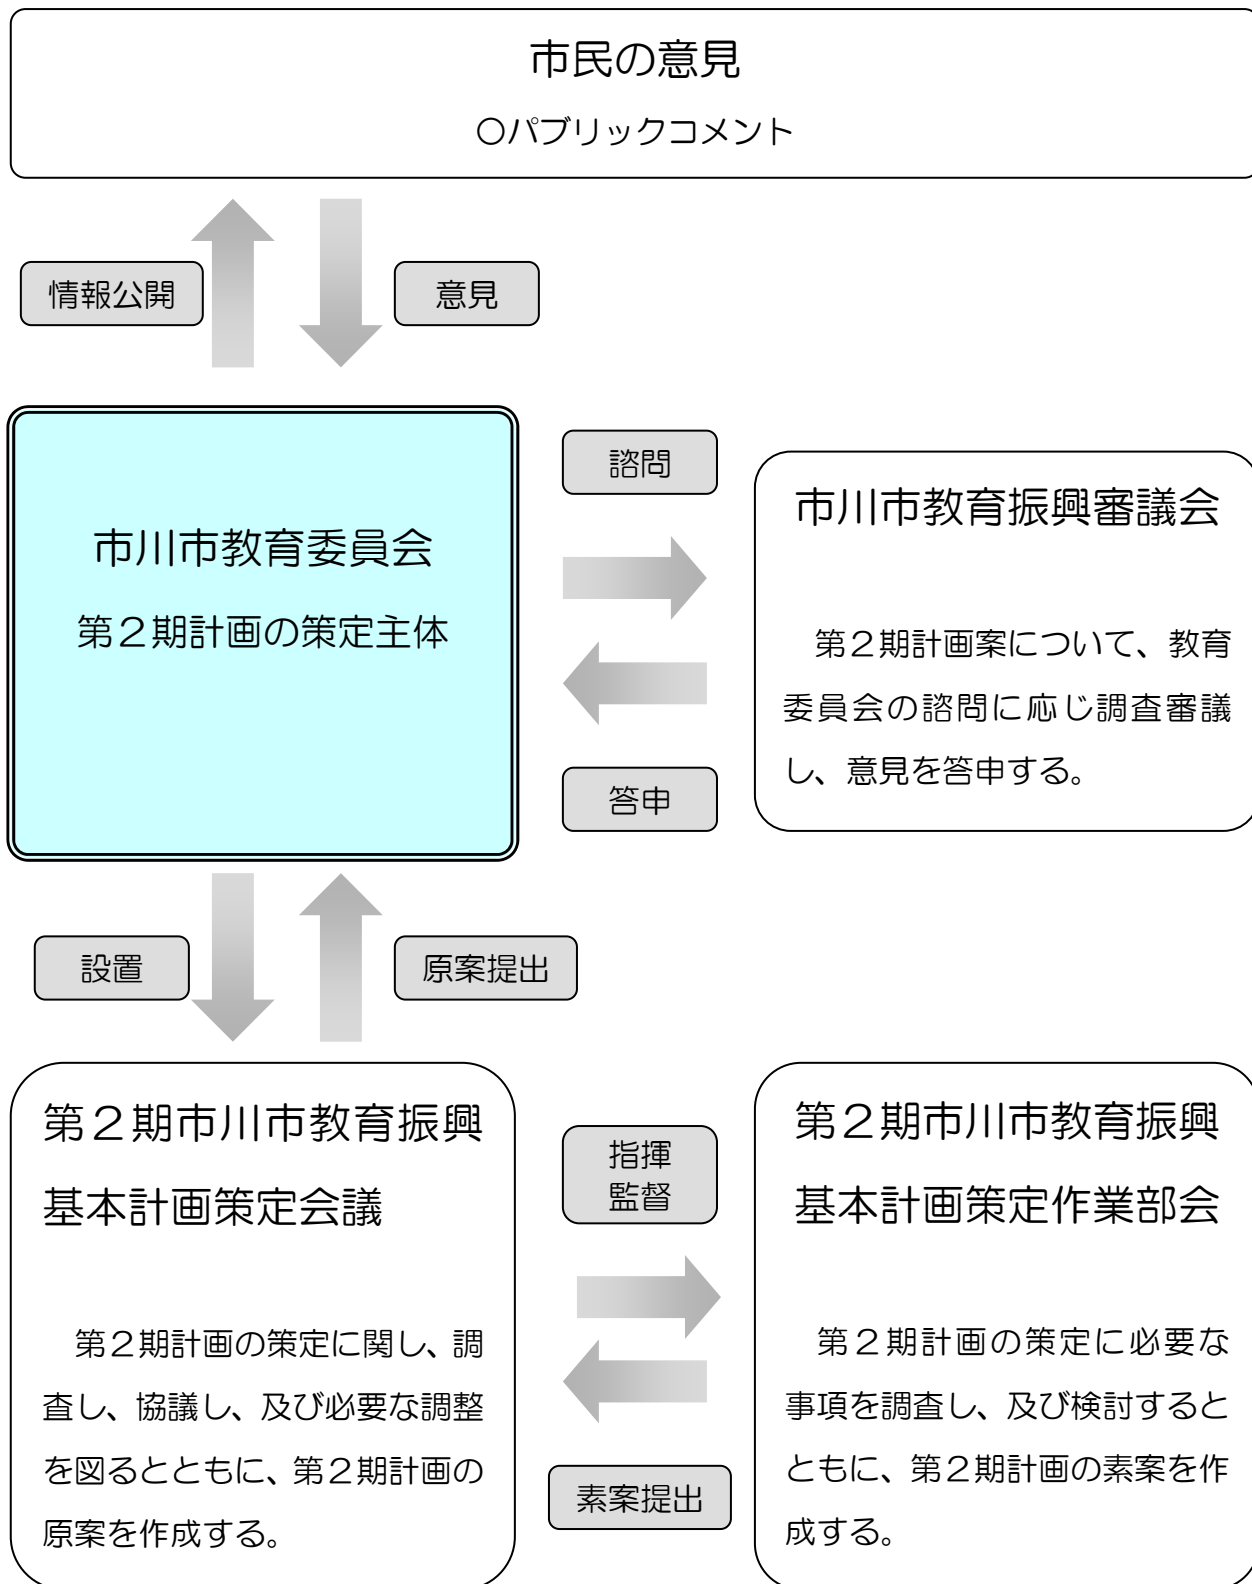 市民の意見
○パブリックコメント
情報公開
意見
市川市教育委員会
第２期計画の策定主体
諮問
答申
市川市教育振興審議会
第２期計画案について、教育
委員会の諮問に応じ調査審議
し、意見を答申する。
設置
原案提出
第２期市川市教育振興
基本計画策定会議
第２期計画の策定に関し、調
査し、協議し、及び必要な調整
を図るとともに、第２期計画の
原案を作成する。
指揮
監督
素案提出
第２期市川市教育振興
基本計画策定作業部会
第２期計画の策定に必要な
事項を調査し、及び検討すると
ともに、第２期計画の素案を作
成する。